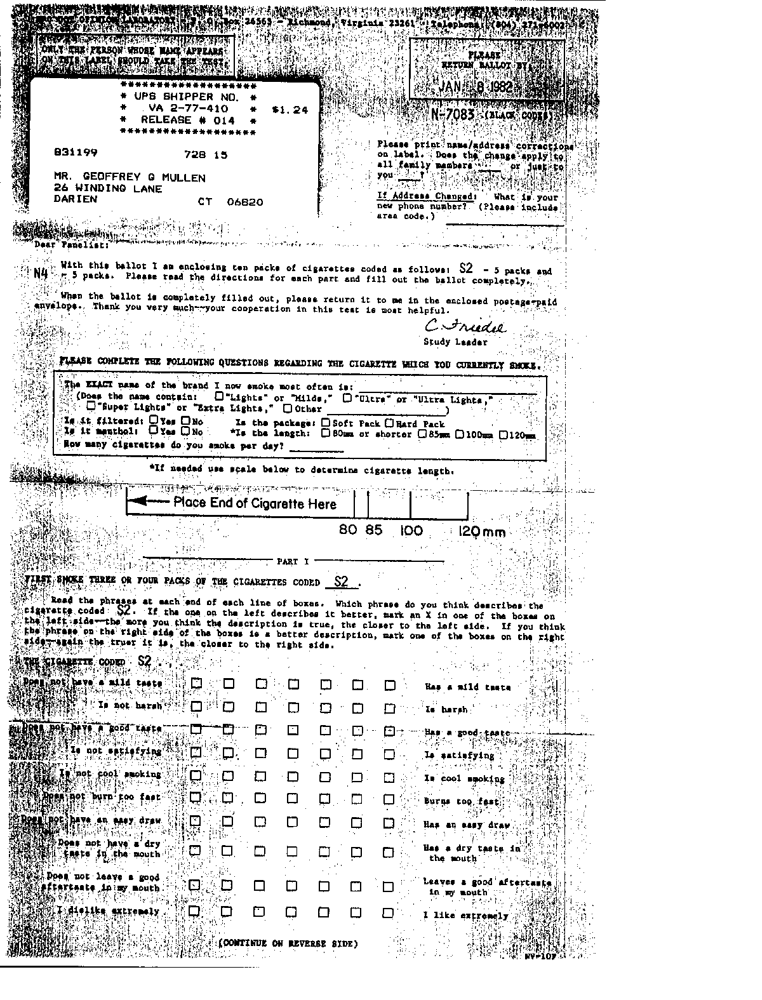 OPINION LABORATORY P. O. Box 26563 - Richmond, Virginia 23261 Telephone: (804) 271-6002
ONLY THE PERSON WHOSE NAME APPEARS
ON THIS LABEL SHOULD TAKE THE TEST.
PLEASE
RETURN BALLOT BY:
JAN 8 1982
N-7083 (BLACK CODES)
*******************
* UPS SHIPPER NO. *
* VA 2-77-410 * $1.24
* RELEASE # 014 *
*******************
831199 728 15
MR. GEOFFREY G MULLEN
26 WINDING LANE
DARIEN CT 06820
Please print name/address corrections
on label. Does the change apply to
all family members ____ or just to
you ____?
If Address Changed: What is your
new phone number? (Please include
area code.) ____
Dear Panelist:
With this ballot I am enclosing ten packs of cigarettes coded as follows: S2 - 5 packs and
N4 - 5 packs. Please read the directions for each part and fill out the ballot completely.
When the ballot is completely filled out, please return it to me in the enclosed postage-paid
envelope. Thank you very much--your cooperation in this test is most helpful.
C. Friedel
Study Leader
PLEASE COMPLETE THE FOLLOWING QUESTIONS REGARDING THE CIGARETTE WHICH YOU CURRENTLY SMOKE.
The EXACT name of the brand I now smoke most often is: ____
(Does the name contain: □"Lights" or "Milds," □"Ultra" or "Ultra Lights,"
□"Super Lights" or "Extra Lights," □Other ____)
Is it filtered: □Yes □No Is the package: □Soft Pack □Hard Pack
Is it menthol: □Yes □No *Is the length: □80mm or shorter □85mm □100mm □120mm
How many cigarettes do you smoke per day? ____
*If needed use scale below to determine cigarette length.
Place End of Cigarette Here
80 85 100 120mm
PART I
FIRST SMOKE THREE OR FOUR PACKS OF THE CIGARETTES CODED S2 .
Read the phrases at each end of each line of boxes. Which phrase do you think describes the
cigarette coded S2. If the one on the left describes it better, mark an X in one of the boxes on
the left side--the more you think the description is true, the closer to the left side. If you think
the phrase on the right side of the boxes is a better description, mark one of the boxes on the right
side--again the truer it is, the closer to the right side.
THE CIGARETTE CODED S2 . . .
Does not have a mild taste □ □ □ □ □ □ □ Has a mild taste
Is not harsh □ □ □ □ □ □ □ Is harsh
Does not have a good taste □ □ □ □ □ □ □ Has a good taste
Is not satisfying □ □ □ □ □ □ □ Is satisfying
Is not cool smoking □ □ □ □ □ □ □ Is cool smoking
Does not burn too fast □ □ □ □ □ □ □ Burns too fast
Does not have an easy draw □ □ □ □ □ □ □ Has an easy draw
Does not have a dry
taste in the mouth □ □ □ □ □ □ □ Has a dry taste in
the mouth
Does not leave a good
aftertaste in my mouth □ □ □ □ □ □ □ Leaves a good aftertaste
in my mouth
I dislike extremely □ □ □ □ □ □ □ I like extremely
(CONTINUE ON REVERSE SIDE)
NV-107